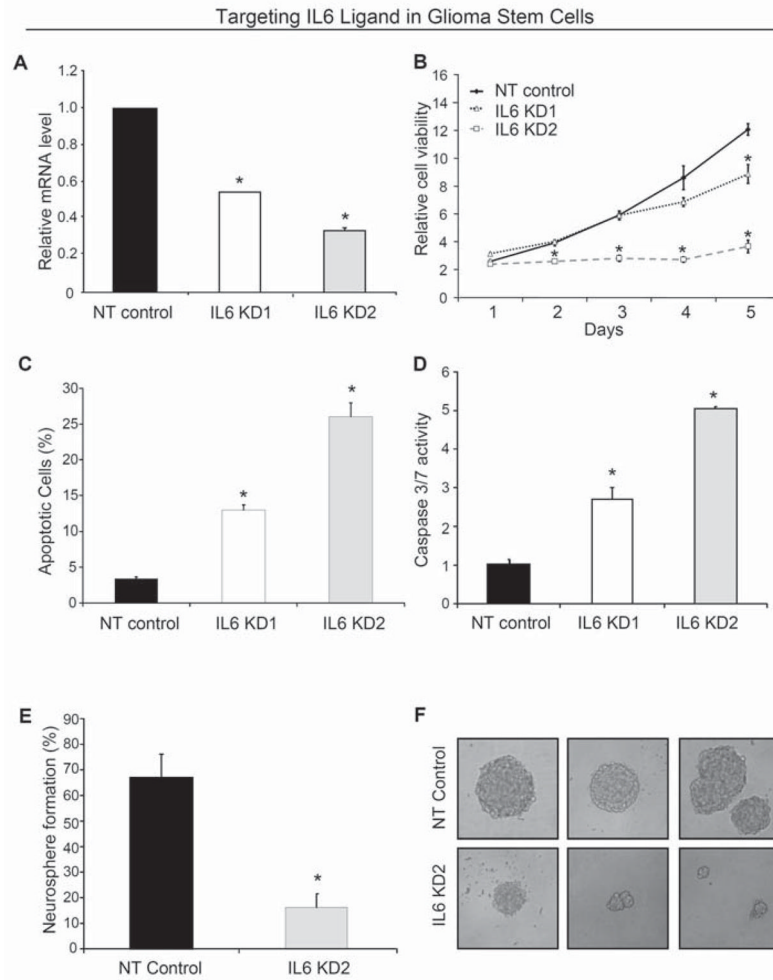 Targeting IL6 Ligand in Glioma Stem Cells
A
Relative mRNA level
1.2
1.0
0.8
0.6
0.4
0.2
0
NT control IL6 KD1 IL6 KD2
* *
B
Relative cell viability
16
14
12
10
8
6
4
2
0
NT control
IL6 KD1
IL6 KD2
* * * * *
1 2 3 4 5
Days
C
Apoptotic Cells (%)
30
25
20
15
10
5
0
* *
NT control IL6 KD1 IL6 KD2
D
Caspase 3/7 activity
6
5
4
3
2
1
0
* *
NT control IL6 KD1 IL6 KD2
E
Neurosphere formation (%)
90
80
70
60
50
40
30
20
10
0
*
NT Control IL6 KD2
F
NT Control
IL6 KD2